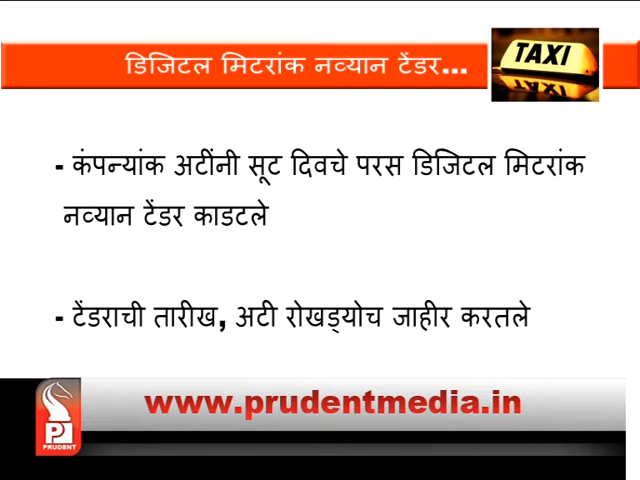 डिजिटल मिटरांक नव्यान टेंडर...
TAXI
- कंपन्यांक अटींनी सूट दिवचे परस डिजिटल मिटरांक
नव्यान टेंडर काडटले
- टेंडराची तारीख, अटी रोखड्योच जाहीर करतले
www.prudentmedia.in
P
PRUDENT